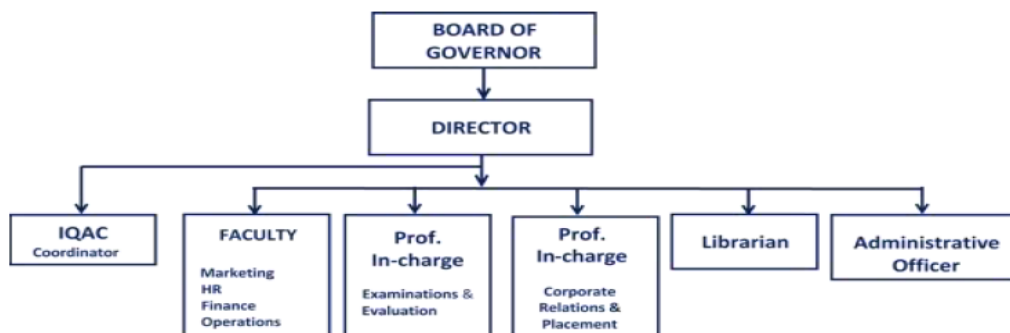 BOARD OF
GOVERNOR
DIRECTOR
IQAC
Coordinator
FACULTY
Marketing
HR
Finance
Operations
Prof.
In-charge
Examinations &
Evaluation
Prof.
In-charge
Corporate
Relations &
Placement
Librarian
Administrative
Officer